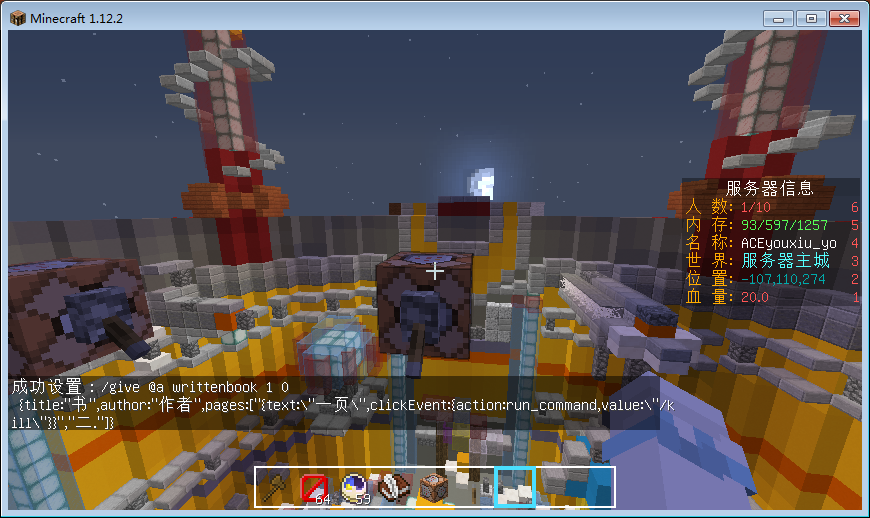 Minecraft 1.12.2
服务器信息
人 数: 1/10 6
内 存: 93/597/1257 5
名 称: ACEyouxiu_yo 4
世 界: 服务器主城 3
位 置: -107,110,274 2
血 量: 20.0 1
成功设置：/give @a writtenbook 1 0
{title:"书",author:"作者",pages:["{text:\"一页\",clickEvent:{action:run_command,value:\"/k
ill\"}}","二."]}
64 59